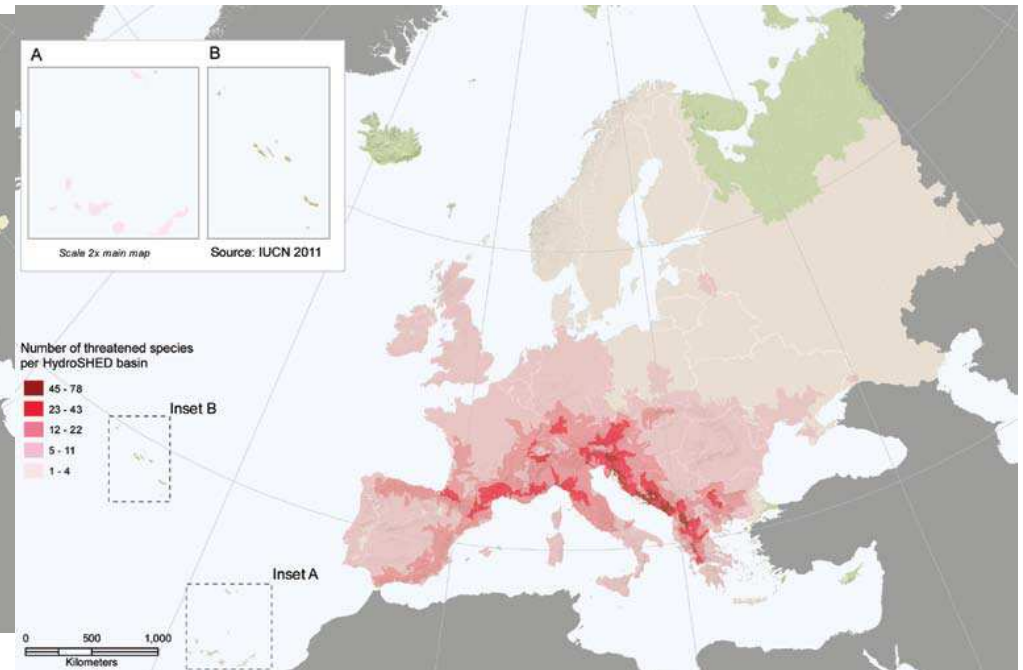 A
B
Scale 2x main map
Source: IUCN 2011
Number of threatened species
per HydroSHED basin
45 - 78
23 - 43
12 - 22
5 - 11
1 - 4
Inset B
Inset A
0 500 1,000
Kilometers